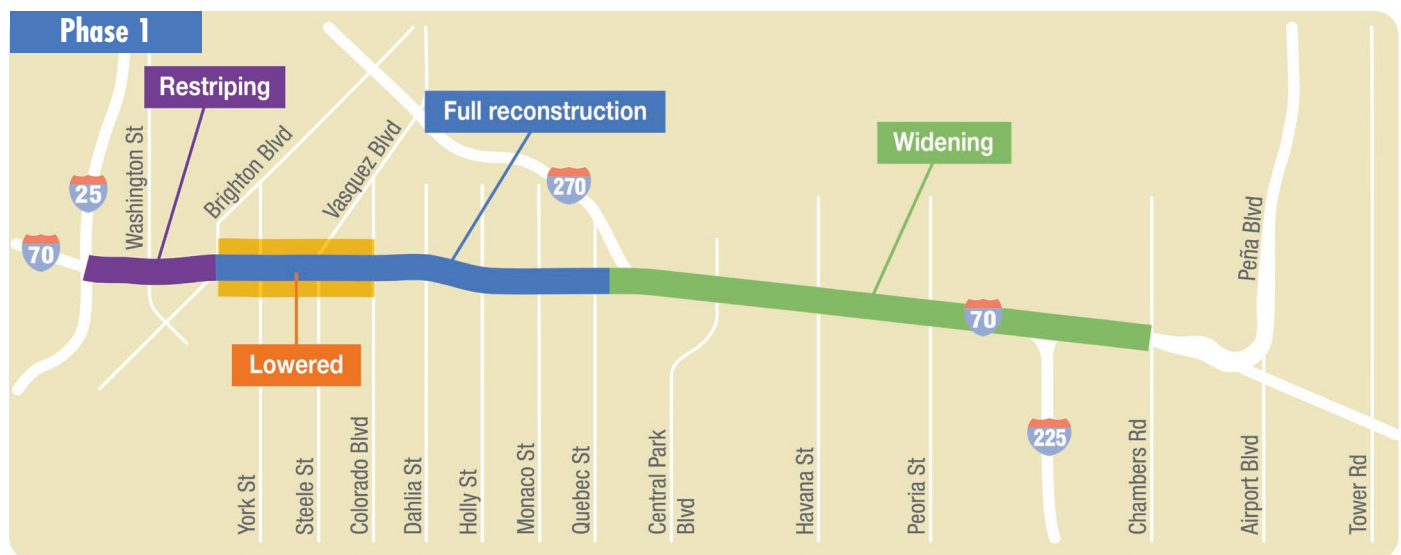 Phase 1
Restriping
Full reconstruction
Widening
Lowered
25
70
270
70
225
Washington St
Brighton Blvd
Vasquez Blvd
Peña Blvd
York St
Steele St
Colorado Blvd
Dahlia St
Holly St
Monaco St
Quebec St
Central Park
Blvd
Havana St
Peoria St
Chambers Rd
Airport Blvd
Tower Rd